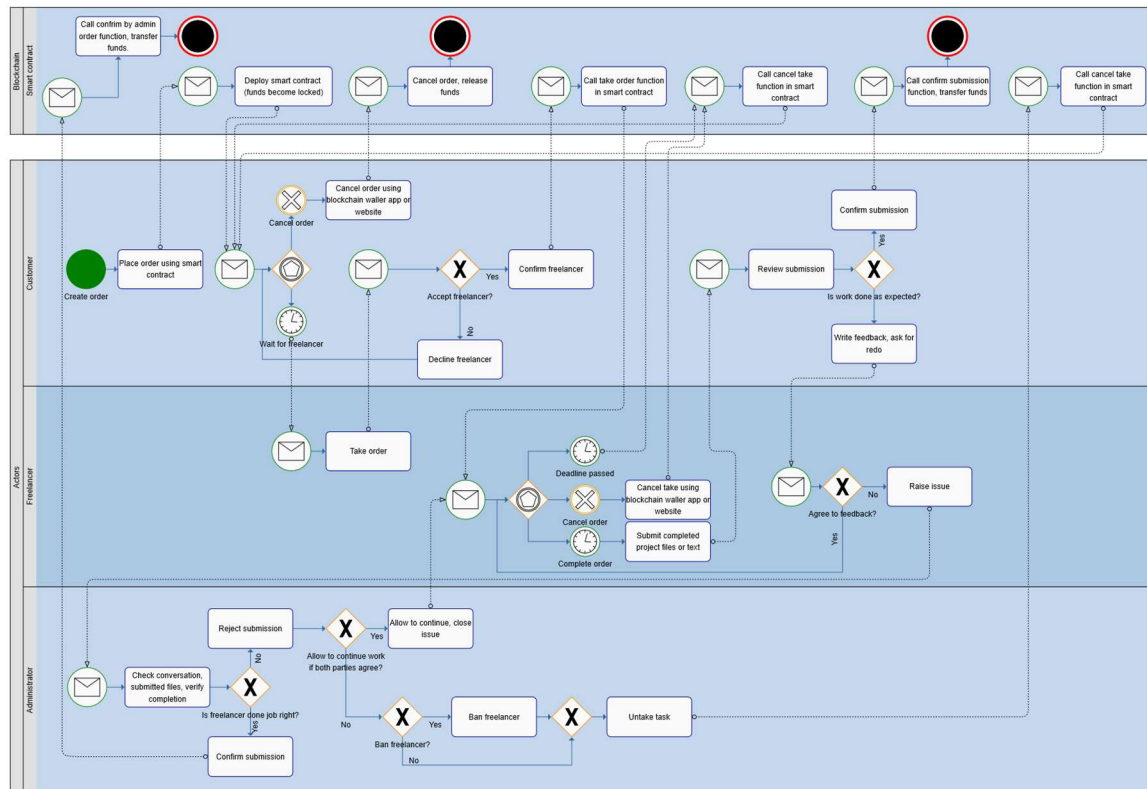 Blockchain
Smart contract
Call confrim by admin
order function, transfer
funds.
Deploy smart contract
(funds become locked)
Cancel order, release
funds
Call take order function
in smart contract
Call cancel take
function in smart
contract
Call confirm submission
function, transfer funds
Call cancel take
function in smart
contract
Actors
Customer
Create order
Place order using smart
contract
Cancel order
Cancel order using
blockchain waller app or
website
Wait for freelancer
Accept freelancer?
Yes
No
Confirm freelancer
Decline freelancer
Review submission
Confirm submission
Yes
Is work done as expected?
Write feedback, ask for
redo
Freelancer
Take order
Deadline passed
Cancel order
Cancel take using
blockchain waller app or
website
Complete order
Submit completed
project files or text
Agree to feedback?
No
Yes
Raise issue
Administrator
Check conversation,
submitted files, verify
completion
Reject submission
No
Is freelancer done job right?
Yes
Confirm submission
Allow to continue work
if both parties agree?
Yes
Allow to continue, close
issue
No
Ban freelancer?
Yes
No
Ban freelancer
Untake task